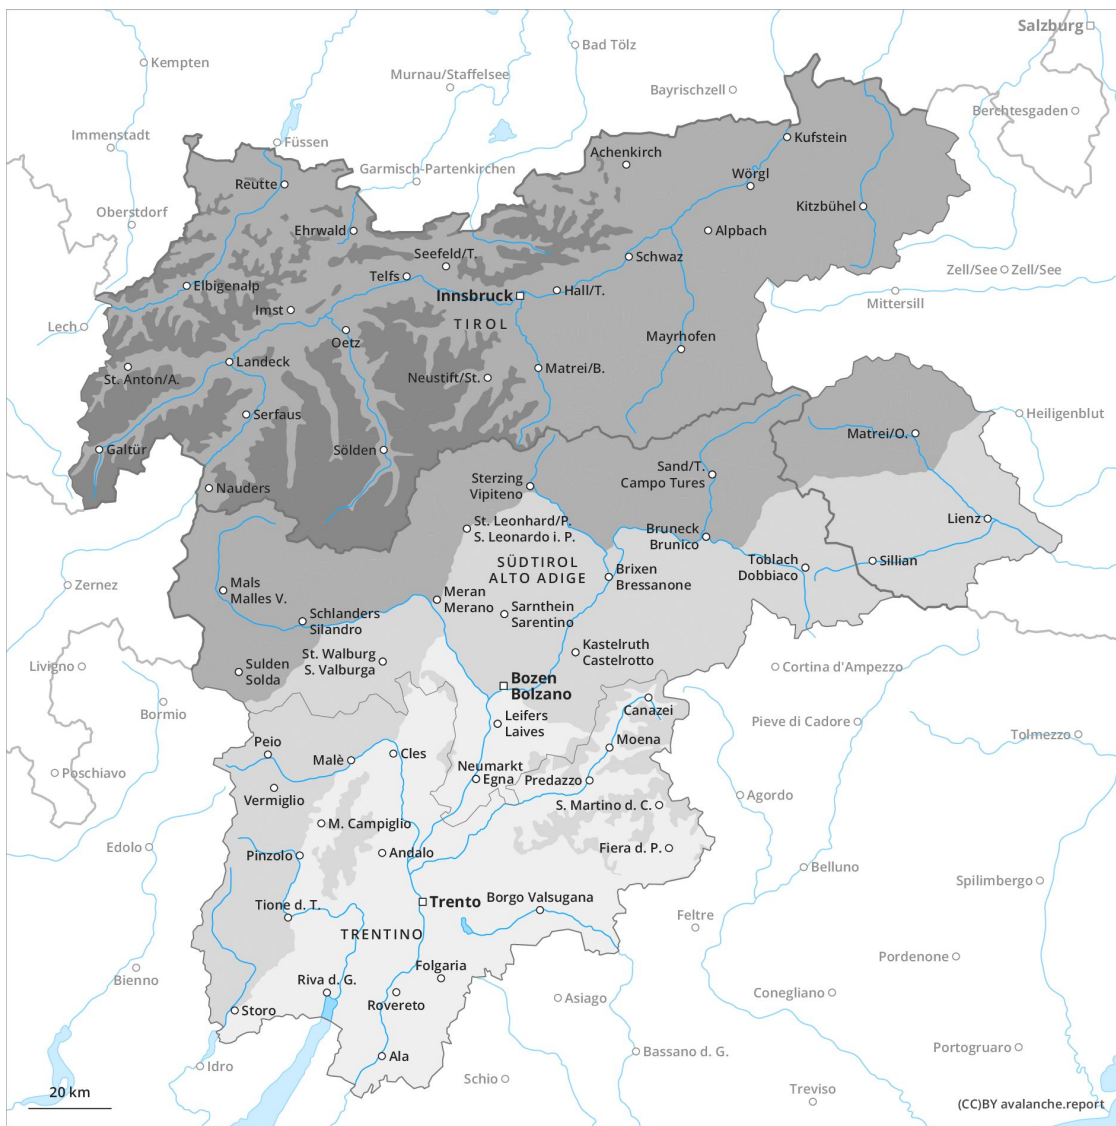 Salzburg
Bad Tölz
Kempten
Murnau/Staffelsee
Bayrischzell
Berchtesgaden
Immenstadt
Füssen
Kufstein
Achenkirch
Garmisch-Partenkirchen
Wörgl
Reutte
Kitzbühel
Oberstdorf
Ehrwald
Alpbach
Seefeld/T.
Schwaz
Zell/See
Zell/See
Telfs
Elbigenalp
Hall/T.
Innsbruck
Mittersill
Imst
TIROL
Lech
Oetz
Mayrhofen
Landeck
Matrei/B.
St. Anton/A.
Neustift/St.
Serfaus
Heiligenblut
Matrei/O.
Galtür
Sölden
Sterzing
Vipiteno
Sand/T.
Campo Tures
Nauders
St. Leonhard/P.
S. Leonardo i. P.
Lienz
Bruneck
Brunico
SÜDTIROL
ALTO ADIGE
Toblach
Dobbiaco
Sillian
Brixen
Bressanone
Zernez
Mals
Malles V.
Meran
Merano
Sarnthein
Sarentino
Schlanders
Silandro
Kastelruth
Castelrotto
St. Walburg
S. Valburga
Livigno
Sulden
Solda
Cortina d'Ampezzo
Bozen
Bolzano
Canazei
Bormio
Leifers
Laives
Pieve di Cadore
Tolmezzo
Peio
Moena
Cles
Malè
Neumarkt
Egna
Predazzo
Poschiavo
Vermiglio
Agordo
S. Martino d. C.
M. Campiglio
Edolo
Andalo
Fiera d. P.
Pinzolo
Belluno
Spilimbergo
Borgo Valsugana
Trento
Tione d. T.
Feltre
TRENTINO
Pordenone
Folgaria
Bienno
Riva d. G.
Conegliano
Asiago
Rovereto
Storo
Portogruaro
Bassano d. G.
Ala
Idro
Schio
Treviso
20 km
(CC)BY avalanche.report